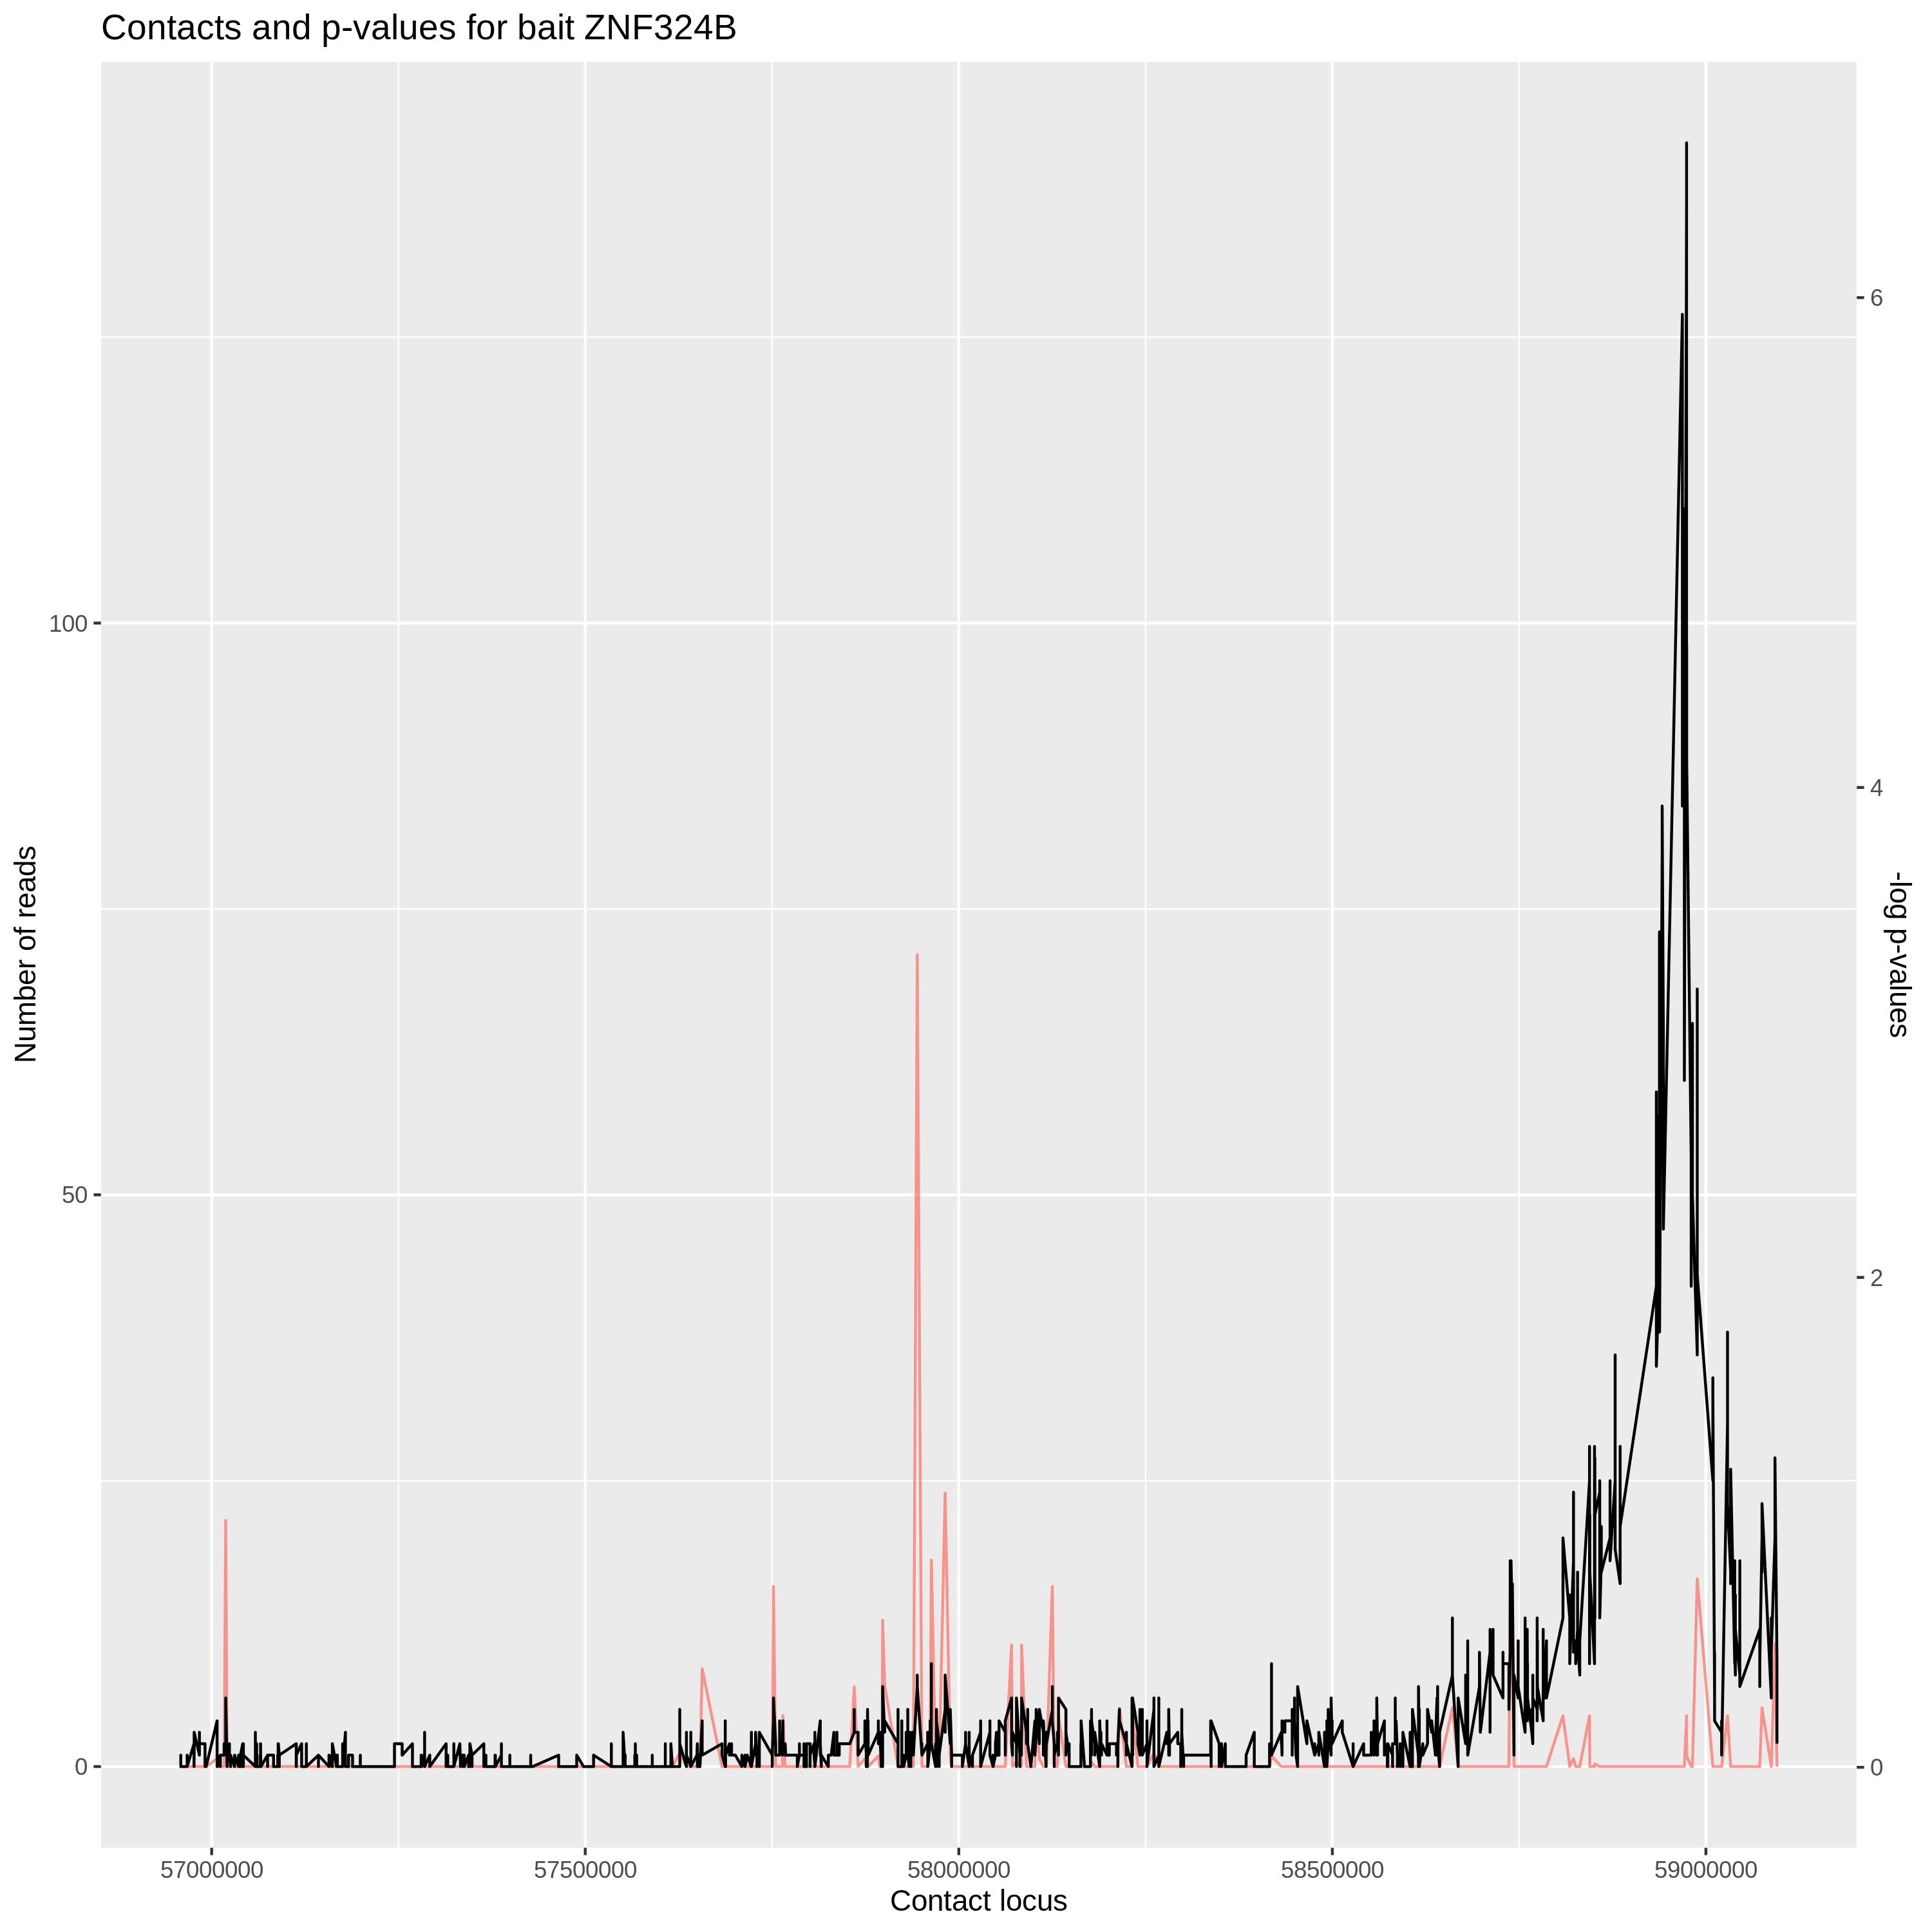 Contacts and p-values for bait ZNF324B
Number of reads
100
50
0
6
4
2
0
-log p-values
57000000 57500000 58000000 58500000 59000000
Contact locus